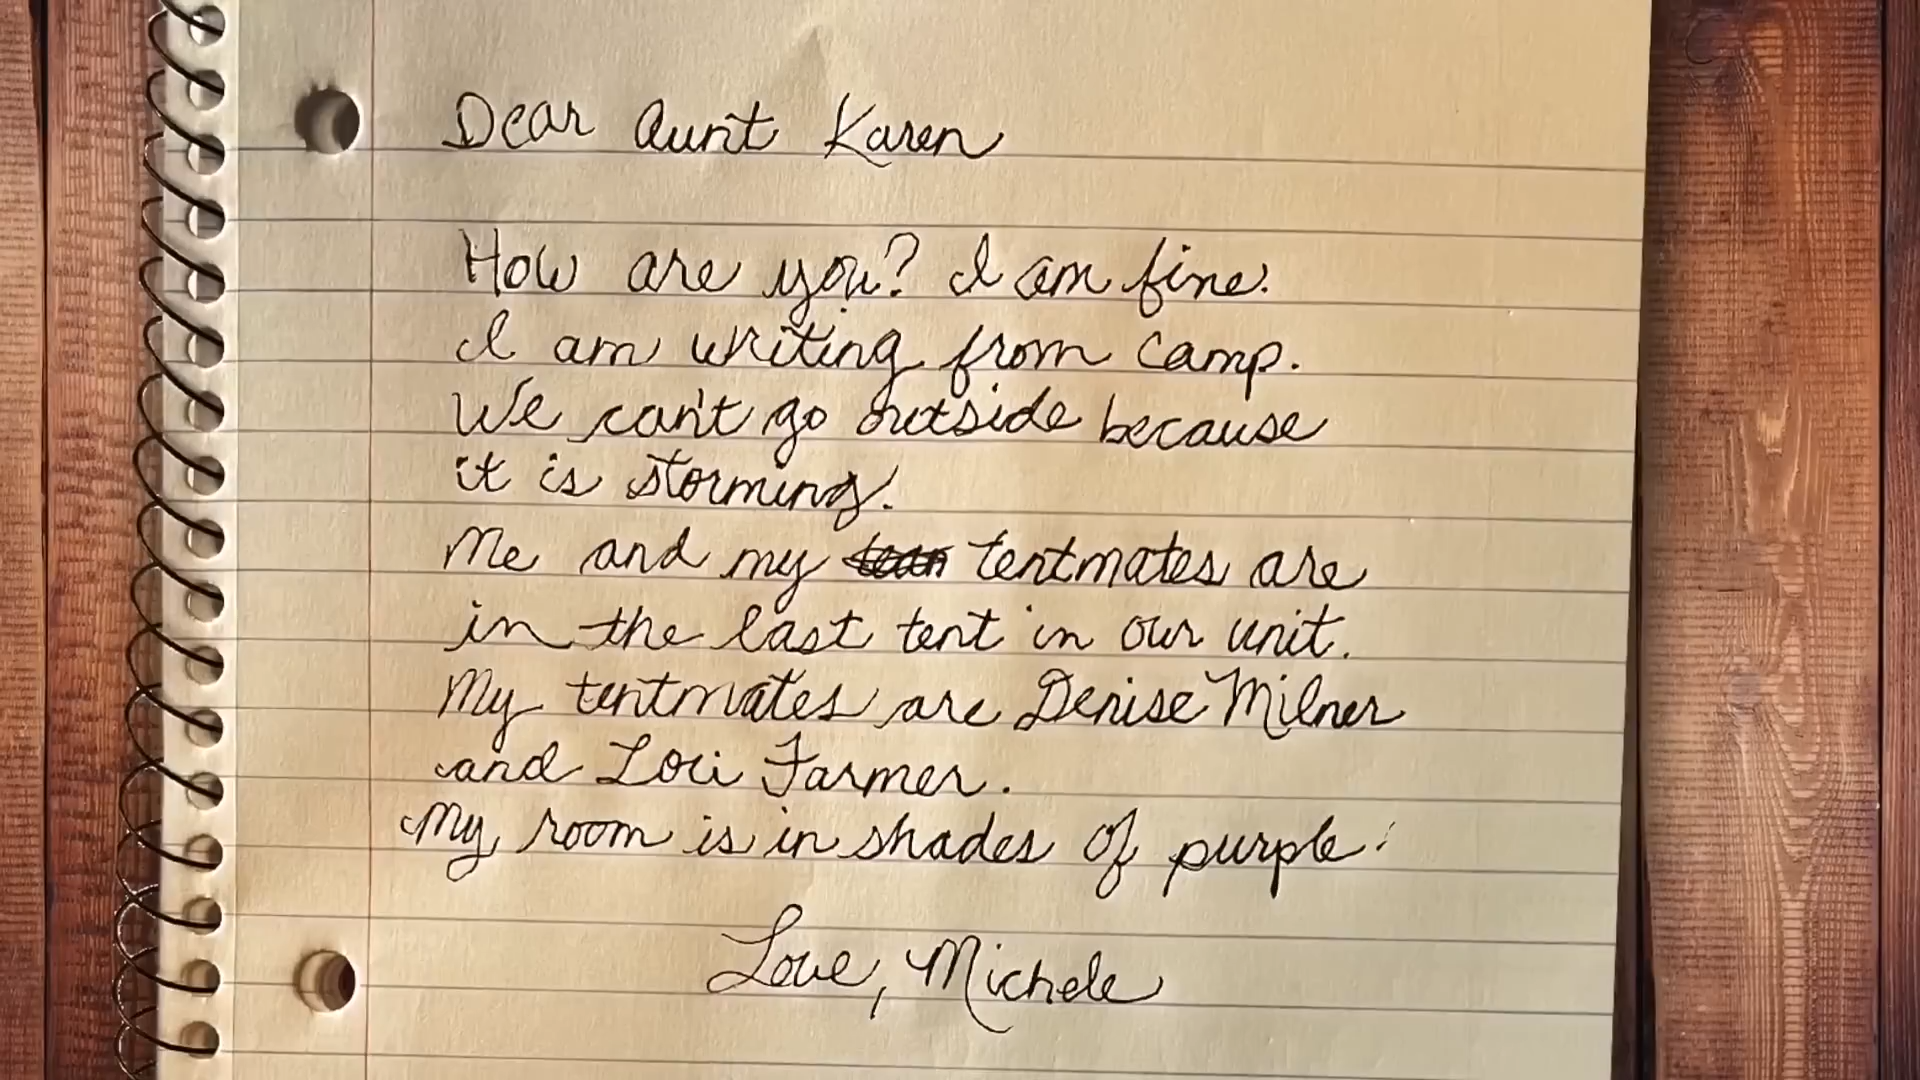 Dear Aunt Karen
How are you? I am fine.
I am writing from camp.
We can't go outside because
it is storming.
Me and my tentmates are
in the last tent in our unit.
My tentmates are Denise Milner
and Lori Farmer.
My room is in shades of purple.
Love, Michele